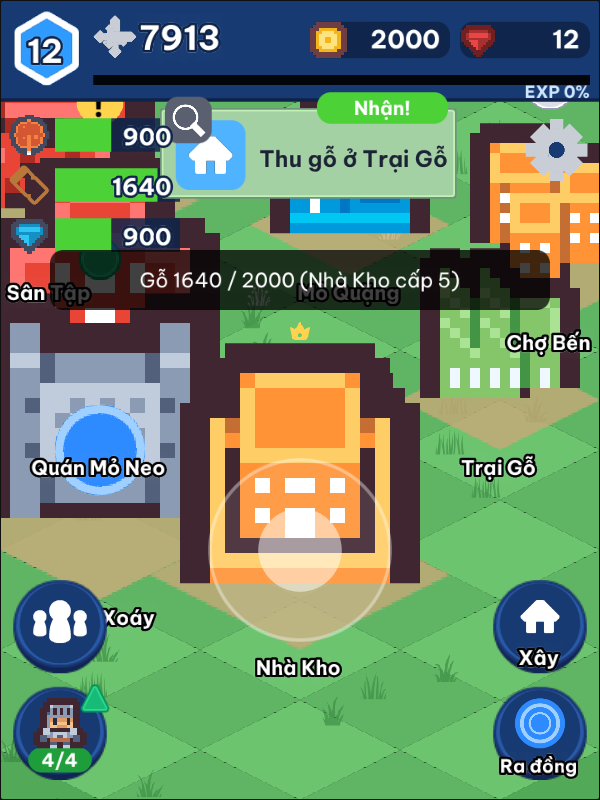 12
7913
2000
12
EXP 0%
Nhận!
!
900
Thu gỗ ở Trại Gỗ
1640
900
Gỗ 1640 / 2000 (Nhà Kho cấp 5)
Sân Tập
Mỏ Quặng
Chợ Bến
Quán Mỏ Neo
Trại Gỗ
Xoáy
Xây
Nhà Kho
4/4
Ra đồng